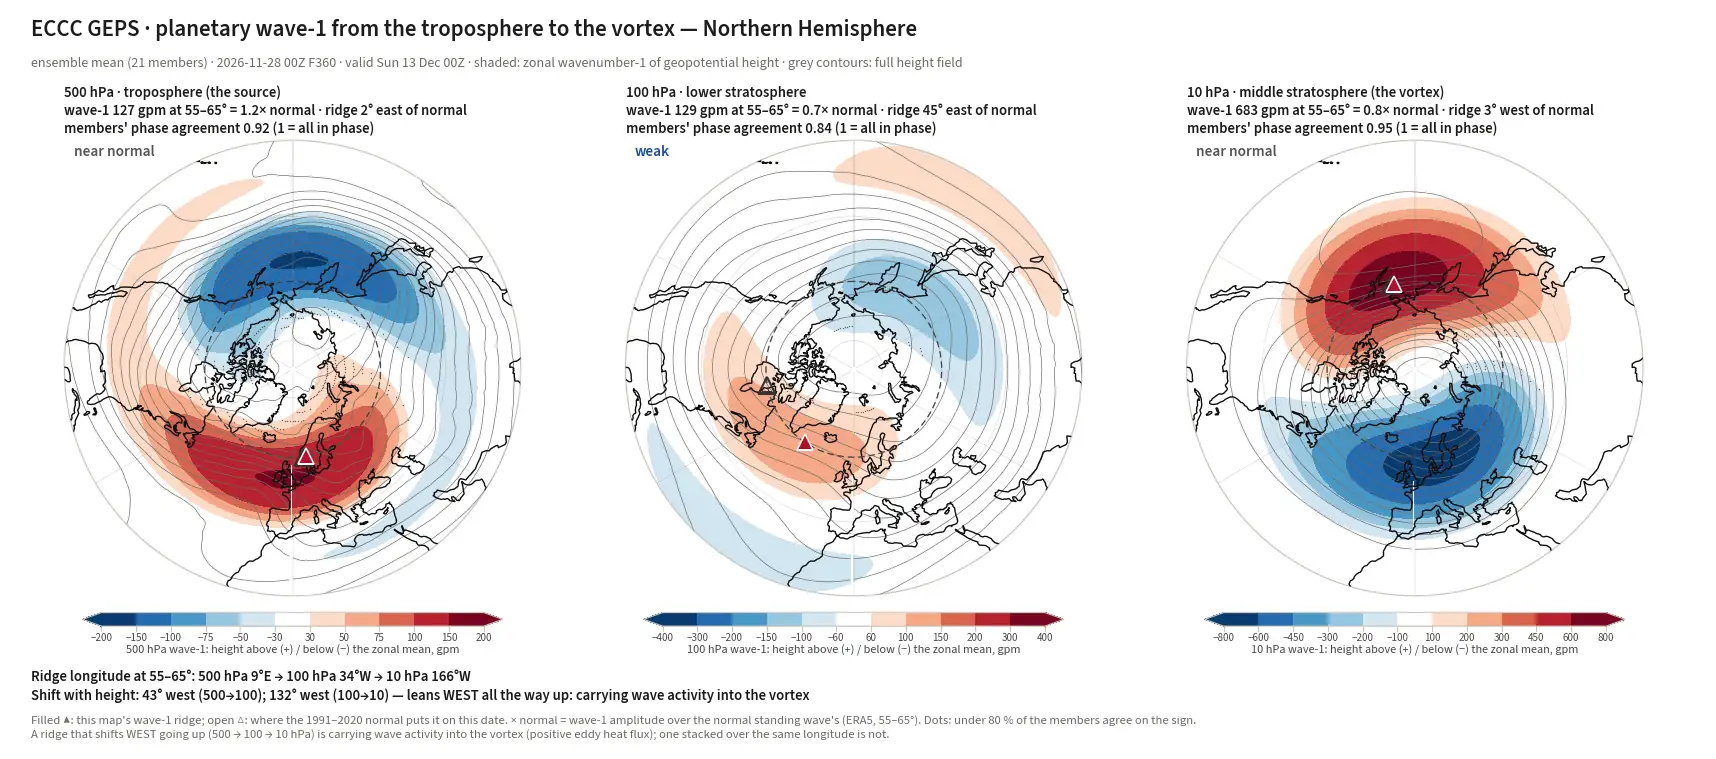 ECCC GEPS · planetary wave-1 from the troposphere to the vortex — Northern Hemisphere
ensemble mean (21 members) · 2026-11-28 00Z F360 · valid Sun 13 Dec 00Z · shaded: zonal wavenumber-1 of geopotential height · grey contours: full height field
500 hPa · troposphere (the source)
wave-1 127 gpm at 55–65° = 1.2× normal · ridge 2° east of normal
members' phase agreement 0.92 (1 = all in phase)
near normal
100 hPa · lower stratosphere
wave-1 129 gpm at 55–65° = 0.7× normal · ridge 45° east of normal
members' phase agreement 0.84 (1 = all in phase)
weak
10 hPa · middle stratosphere (the vortex)
wave-1 683 gpm at 55–65° = 0.8× normal · ridge 3° west of normal
members' phase agreement 0.95 (1 = all in phase)
near normal
−200 −150 −100 −75 −50 −30 30 50 75 100 150 200
500 hPa wave-1: height above (+) / below (−) the zonal mean, gpm
−400 −300 −200 −150 −100 −60 60 100 150 200 300 400
100 hPa wave-1: height above (+) / below (−) the zonal mean, gpm
−800 −600 −450 −300 −200 −100 100 200 300 450 600 800
10 hPa wave-1: height above (+) / below (−) the zonal mean, gpm
Ridge longitude at 55–65°: 500 hPa 9°E → 100 hPa 34°W → 10 hPa 166°W
Shift with height: 43° west (500→100); 132° west (100→10) — leans WEST all the way up: carrying wave activity into the vortex
Filled ▲: this map's wave-1 ridge; open △: where the 1991–2020 normal puts it on this date. × normal = wave-1 amplitude over the normal standing wave's (ERA5, 55–65°). Dots: under 80 % of the members agree on the sign.
A ridge that shifts WEST going up (500 → 100 → 10 hPa) is carrying wave activity into the vortex (positive eddy heat flux); one stacked over the same longitude is not.